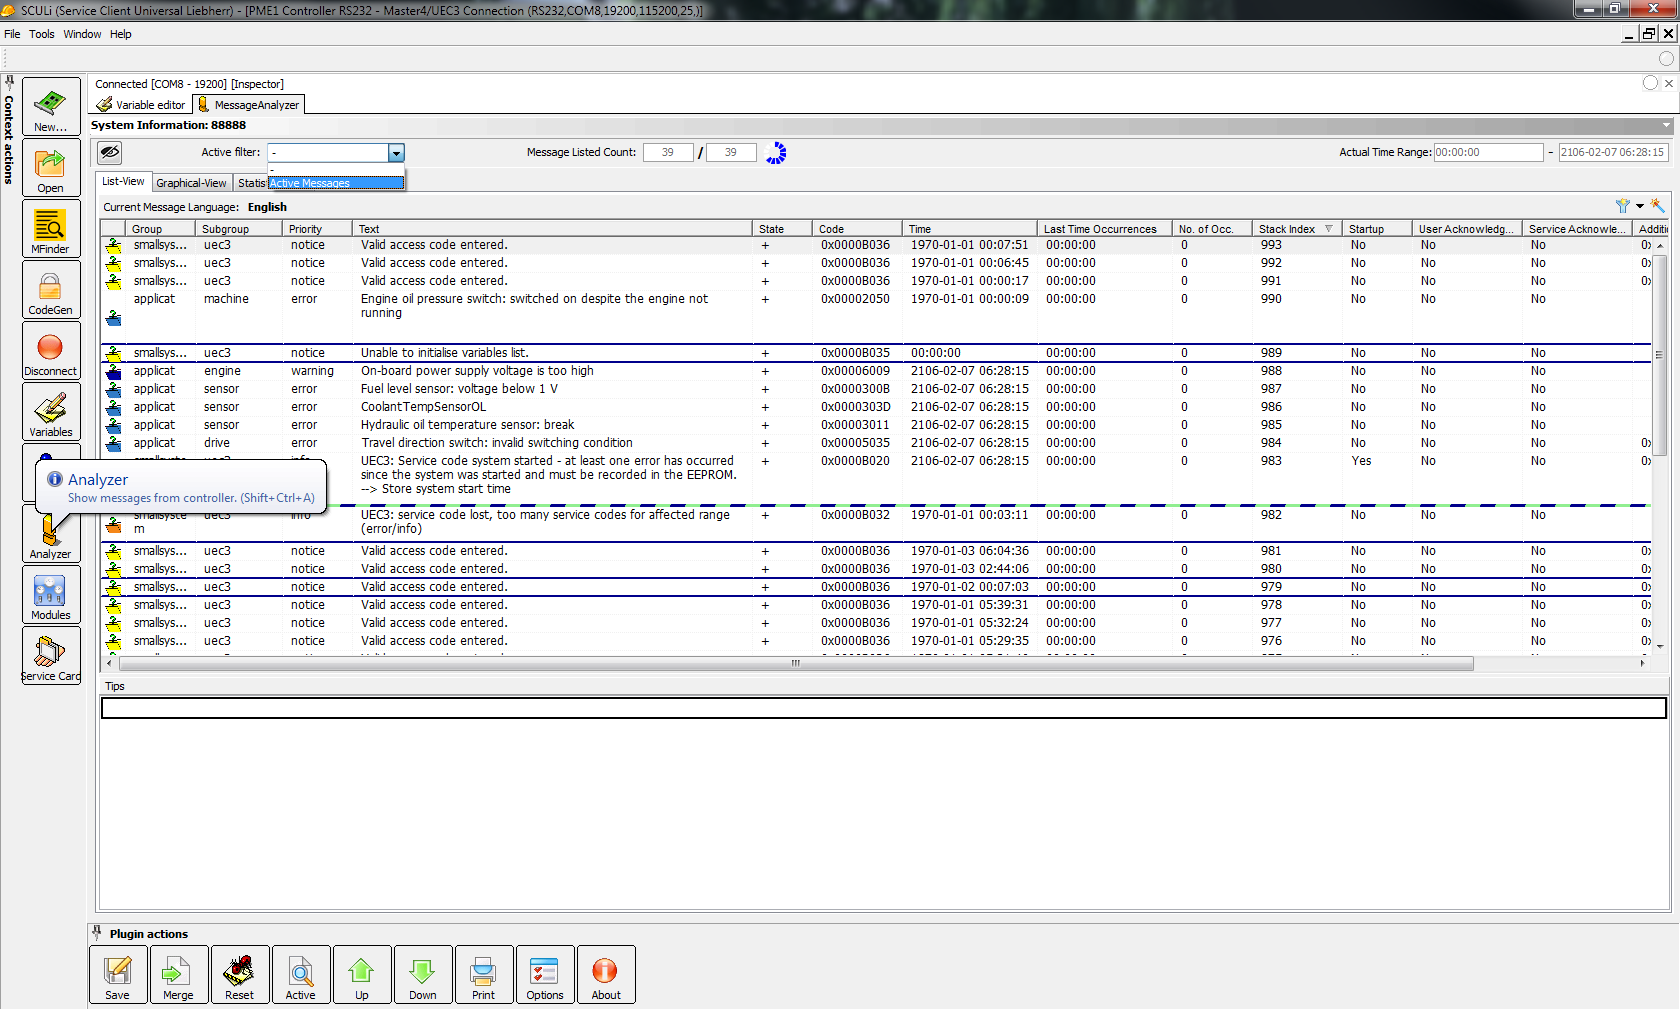 SCULi (Service Client Universal Liebherr) - [PME1 Controller RS232 - Master4/UEC3 Connection (RS232,COM8,19200,115200,25,)]
File Tools Window Help
Context actions
New...
Open
MFinder
CodeGen
Disconnect
Variables
Analyzer
Show messages from controller. (Shift+Ctrl+A)
Analyzer
Modules
Service Card
Connected [COM8 - 19200] [Inspector]
Variable editor MessageAnalyzer
System Information: 88888
Active filter: - Message Listed Count: 39 / 39 Actual Time Range: 00:00:00 - 2106-02-07 06:28:15
-
Active Messages
List-View Graphical-View Statis
Current Message Language: English
Group Subgroup Priority Text State Code Time Last Time Occurrences No. of Occ. Stack Index Startup User Acknowledg... Service Acknowle... Additi
smallsys... uec3 notice Valid access code entered. + 0x0000B036 1970-01-01 00:07:51 00:00:00 0 993 No No No 0x
smallsys... uec3 notice Valid access code entered. + 0x0000B036 1970-01-01 00:06:45 00:00:00 0 992 No No No 0x
smallsys... uec3 notice Valid access code entered. + 0x0000B036 1970-01-01 00:00:17 00:00:00 0 991 No No No 0x
applicat machine error Engine oil pressure switch: switched on despite the engine not + 0x00002050 1970-01-01 00:00:09 00:00:00 0 990 No No No
running
smallsys... uec3 notice Unable to initialise variables list. + 0x0000B035 00:00:00 00:00:00 0 989 No No No
applicat engine warning On-board power supply voltage is too high + 0x00006009 2106-02-07 06:28:15 00:00:00 0 988 No No No
applicat sensor error Fuel level sensor: voltage below 1 V + 0x0000300B 2106-02-07 06:28:15 00:00:00 0 987 No No No
applicat sensor error CoolantTempSensorOL + 0x0000303D 2106-02-07 06:28:15 00:00:00 0 986 No No No
applicat sensor error Hydraulic oil temperature sensor: break + 0x00003011 2106-02-07 06:28:15 00:00:00 0 985 No No No
applicat drive error Travel direction switch: invalid switching condition + 0x00005035 2106-02-07 06:28:15 00:00:00 0 984 No No No 0x
UEC3: Service code system started - at least one error has occurred + 0x0000B020 2106-02-07 06:28:15 00:00:00 0 983 Yes No No 0x
since the system was started and must be recorded in the EEPROM.
--> Store system start time
smallsyste uec3 info UEC3: service code lost, too many service codes for affected range + 0x0000B032 1970-01-01 00:03:11 00:00:00 0 982 No No No
m (error/info)
smallsys... uec3 notice Valid access code entered. + 0x0000B036 1970-01-03 06:04:36 00:00:00 0 981 No No No 0x
smallsys... uec3 notice Valid access code entered. + 0x0000B036 1970-01-03 02:44:06 00:00:00 0 980 No No No 0x
smallsys... uec3 notice Valid access code entered. + 0x0000B036 1970-01-02 00:07:03 00:00:00 0 979 No No No 0x
smallsys... uec3 notice Valid access code entered. + 0x0000B036 1970-01-01 05:39:31 00:00:00 0 978 No No No 0x
smallsys... uec3 notice Valid access code entered. + 0x0000B036 1970-01-01 05:32:24 00:00:00 0 977 No No No 0x
smallsys... uec3 notice Valid access code entered. + 0x0000B036 1970-01-01 05:29:35 00:00:00 0 976 No No No 0x
Tips
Plugin actions
Save Merge Reset Active Up Down Print Options About